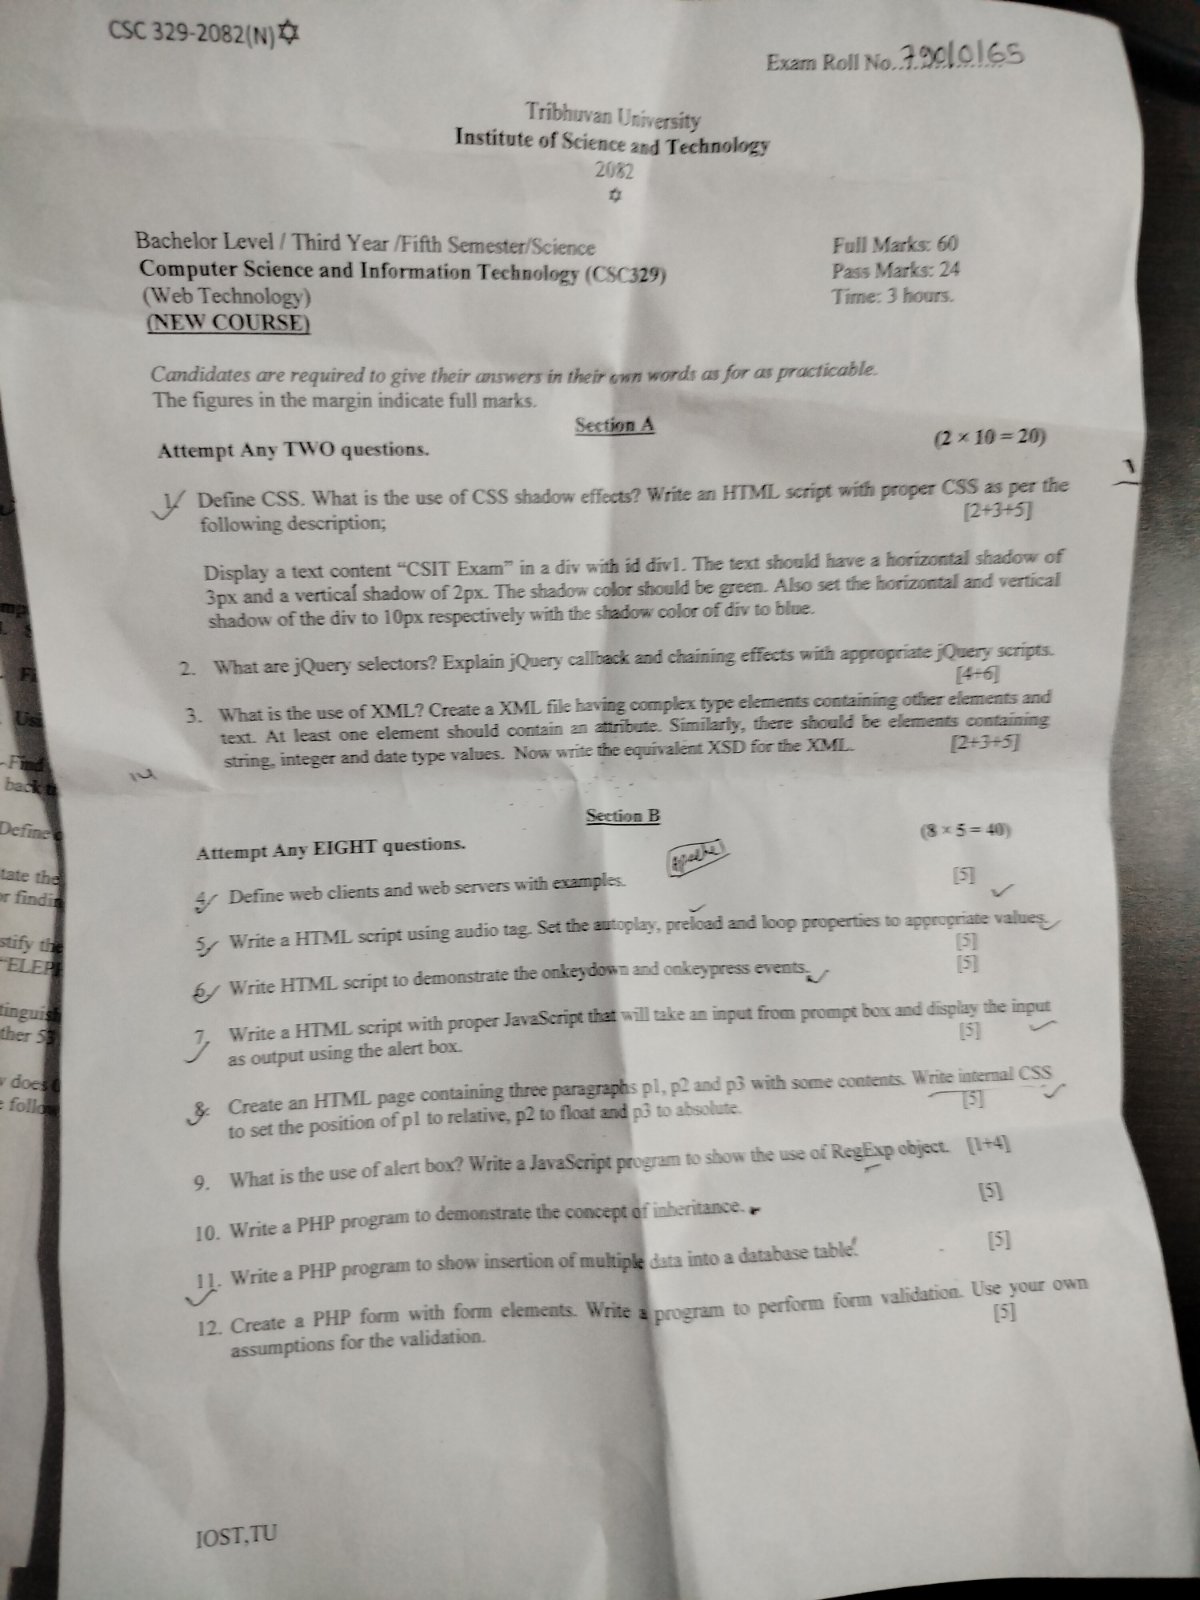 CSC 329-2082(N)✡
Exam Roll No.
Tribhuvan University
Institute of Science and Technology
2082
✡
Bachelor Level / Third Year /Fifth Semester/Science
Full Marks: 60
Computer Science and Information Technology (CSC329)
Pass Marks: 24
(Web Technology)
Time: 3 hours.
(NEW COURSE)
Candidates are required to give their answers in their own words as for as practicable.
The figures in the margin indicate full marks.
Section A
Attempt Any TWO questions.
(2 × 10 = 20)
1. Define CSS. What is the use of CSS shadow effects? Write an HTML script with proper CSS as per the
following description;
[2+3+5]
Display a text content “CSIT Exam” in a div with id div1. The text should have a horizontal shadow of
3px and a vertical shadow of 2px. The shadow color should be green. Also set the horizontal and vertical
shadow of the div to 10px respectively with the shadow color of div to blue.
2. What are jQuery selectors? Explain jQuery callback and chaining effects with appropriate jQuery scripts.
[4+6]
3. What is the use of XML? Create a XML file having complex type elements containing other elements and
text. At least one element should contain an attribute. Similarly, there should be elements containing
string, integer and date type values. Now write the equivalent XSD for the XML.
[2+3+5]
Section B
Attempt Any EIGHT questions.
(8 × 5 = 40)
apache
4. Define web clients and web servers with examples.
[5]
5. Write a HTML script using audio tag. Set the autoplay, preload and loop properties to appropriate values.
[5]
6. Write HTML script to demonstrate the onkeydown and onkeypress events.
[5]
7. Write a HTML script with proper JavaScript that will take an input from prompt box and display the input
as output using the alert box.
[5]
8. Create an HTML page containing three paragraphs p1, p2 and p3 with some contents. Write internal CSS
to set the position of p1 to relative, p2 to float and p3 to absolute.
[5]
9. What is the use of alert box? Write a JavaScript program to show the use of RegExp object. [1+4]
10. Write a PHP program to demonstrate the concept of inheritance.
[5]
11. Write a PHP program to show insertion of multiple data into a database table.
[5]
12. Create a PHP form with form elements. Write a program to perform form validation. Use your own
assumptions for the validation.
[5]
IOST,TU